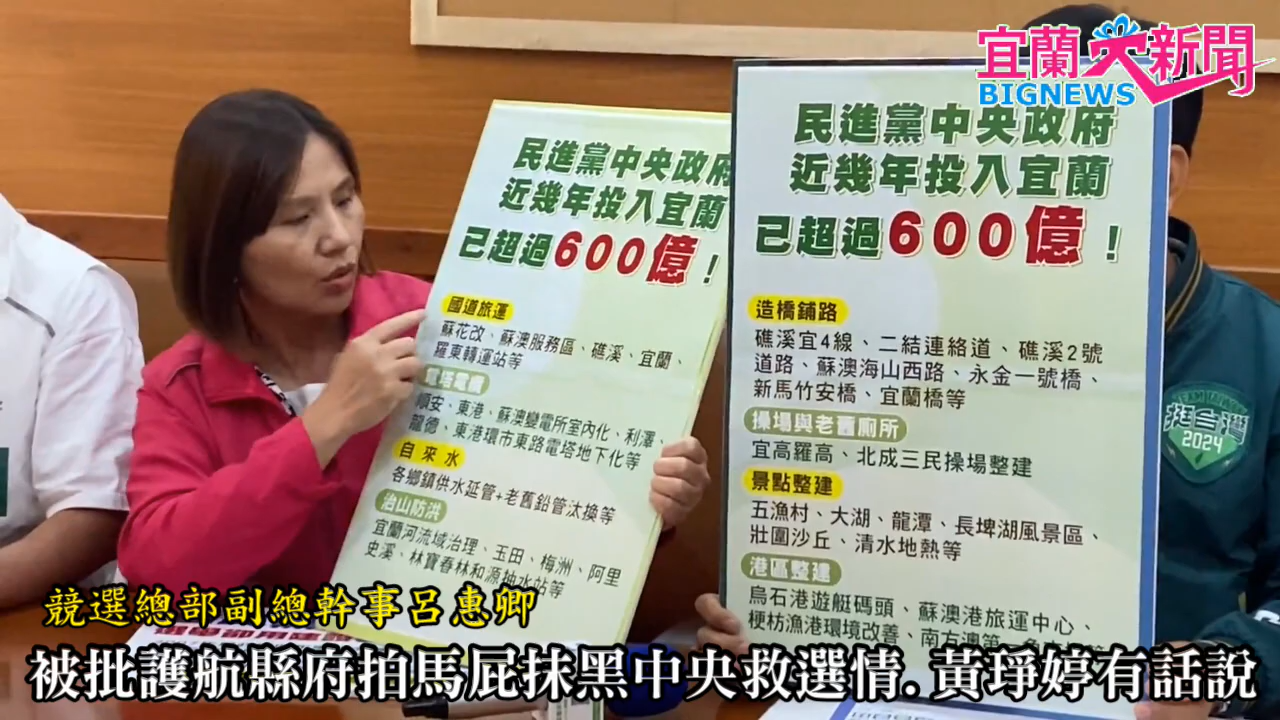 宜蘭大新聞
BIGNEWS
民進黨中央政府
近幾年投入宜蘭
已超過600億！
國道旅運
蘇花改、蘇澳服務區、礁溪、宜蘭、
羅東轉運站等
電塔電纜
順安、東港、蘇澳變電所室內化、利澤、
龍德、東港環市東路電塔地下化等
自來水
各鄉鎮供水延管+老舊鉛管汰換等
治山防洪
宜蘭河流域治理、玉田、梅洲、阿里
史溪、林寶春林和源抽水站等
民進黨中央政府
近幾年投入宜蘭
已超過600億！
造橋鋪路
礁溪宜4線、二結連絡道、礁溪2號
道路、蘇澳海山西路、永金一號橋、
新馬竹安橋、宜蘭橋等
操場與老舊廁所
宜高羅高、北成三民操場整建
景點整建
五漁村、大湖、龍潭、長埤湖風景區、
壯圍沙丘、清水地熱等
港區整建
烏石港遊艇碼頭、蘇澳港旅運中心、
梗枋漁港環境改善、南方澳第
TEAM TAIWAN
挺台灣
2024
競選總部副總幹事呂惠卿
被批護航縣府拍馬屁抹黑中央救選情.黃琤婷有話說